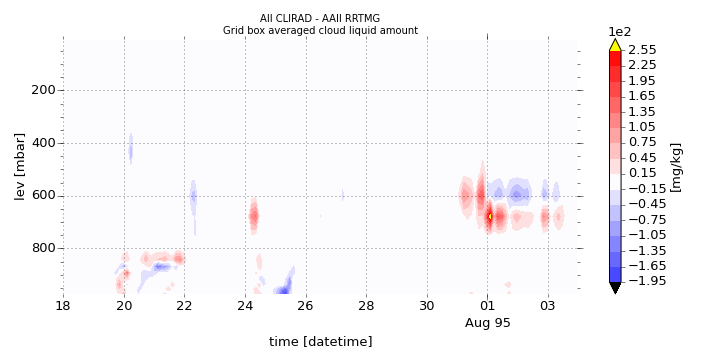 AII CLIRAD - AAII RRTMG
Grid box averaged cloud liquid amount
1e2
2.55
2.25
1.95
1.65
1.35
1.05
0.75
0.45
0.15
−0.15
−0.45
−0.75
−1.05
−1.35
−1.65
−1.95
[mg/kg]
lev [mbar]
200
400
600
800
18 20 22 24 26 28 30 01 03
Aug 95
time [datetime]